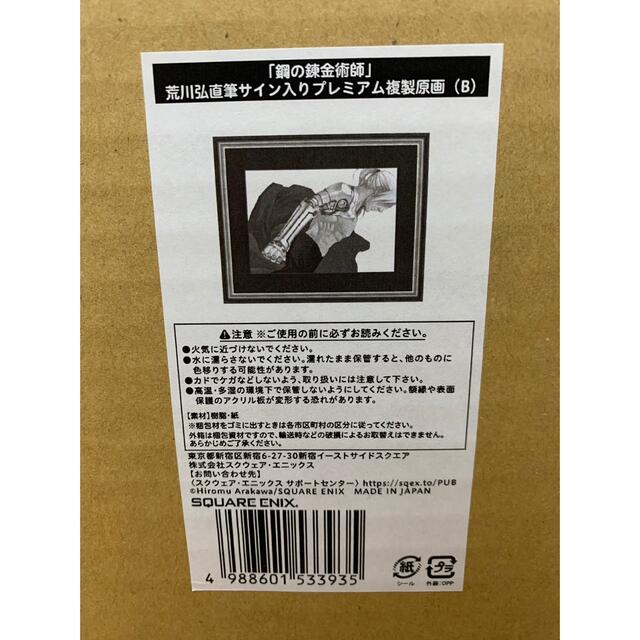 「鋼の錬金術師」
荒川弘直筆サイン入りプレミアム複製原画（B）
⚠注意 ※ご使用の前に必ずお読みください。
●火気に近づけないでください。
●水に濡らさないでください。濡れたまま保管すると、他のものに
色移りする可能性があります。
●カドでケガなどしないよう、取り扱いには注意して下さい。
●高温・多湿の環境下で保管しないようにしてください。額縁や表面
保護のアクリル板が変形する恐れがあります。
【素材】樹脂・紙
※梱包材をゴミに出すときは各市区町村の区分に従ってください。
外箱は梱包資材ですので、輸送時などの破損によるお取替えはできません。
あらかじめご了承ください。
東京都新宿区新宿6-27-30新宿イーストサイドスクエア
株式会社スクウェア・エニックス
【お問い合わせ先】
〈スクウェア・エニックス サポートセンター〉https://sqex.to/PUB
©Hiromu Arakawa/SQUARE ENIX MADE IN JAPAN
SQUARE ENIX.
4 988601 533935
紙
シール
プラ
外装:OPP